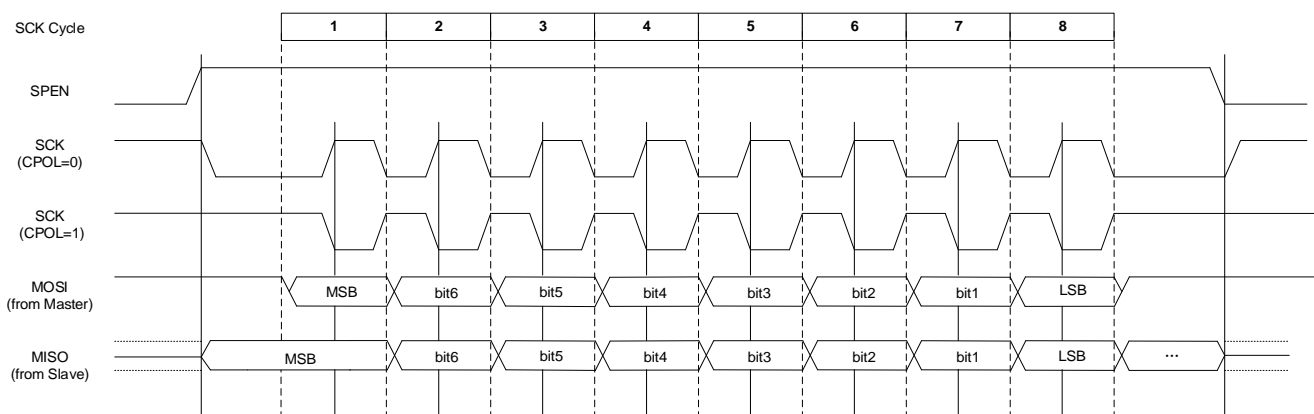 SCK Cycle 1 2 3 4 5 6 7 8
SPEN
SCK
(CPOL=0)
SCK
(CPOL=1)
MOSI
(from Master)
MSB bit6 bit5 bit4 bit3 bit2 bit1 LSB
MISO
(from Slave)
MSB bit6 bit5 bit4 bit3 bit2 bit1 LSB ...